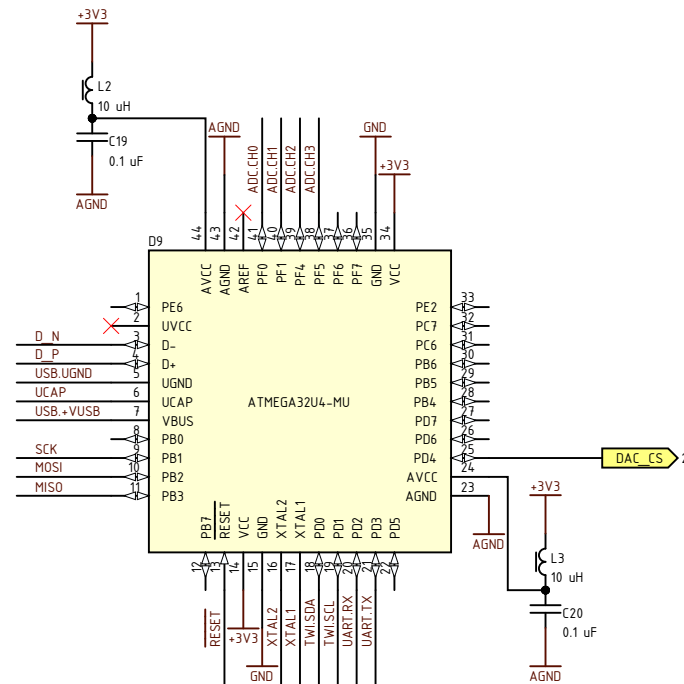 +3V3
L2
10 uH
C19
0.1 uF
AGND
AGND
ADC.CH0
ADC.CH1
ADC.CH2
ADC.CH3
GND
+3V3
44
43
42
41
40
39
38
37
36
35
34
D9
AVCC
AGND
AREF
PF0
PF1
PF4
PF5
PF6
PF7
GND
VCC
1 PE6
2 UVCC
D_N 3 D-
D_P 4 D+
USB.UGND 5 UGND
UCAP 6 UCAP
USB.+VUSB 7 VBUS
8 PB0
SCK 9 PB1
MOSI 10 PB2
MISO 11 PB3
ATMEGA32U4-MU
PE2 33
PC7 32
PC6 31
PB6 30
PB5 29
PB4 28
PD7 27
PD6 26
PD4 25 DAC_CS 2
AVCC 24
AGND 23
PB7
RESET
VCC
GND
XTAL2
XTAL1
PD0
PD1
PD2
PD3
PD5
12
13
14
15
16
17
18
19
20
21
22
RESET
+3V3
GND
XTAL2
XTAL1
TWI.SDA
TWI.SCL
UART.RX
UART.TX
AGND
+3V3
L3
10 uH
C20
0.1 uF
AGND